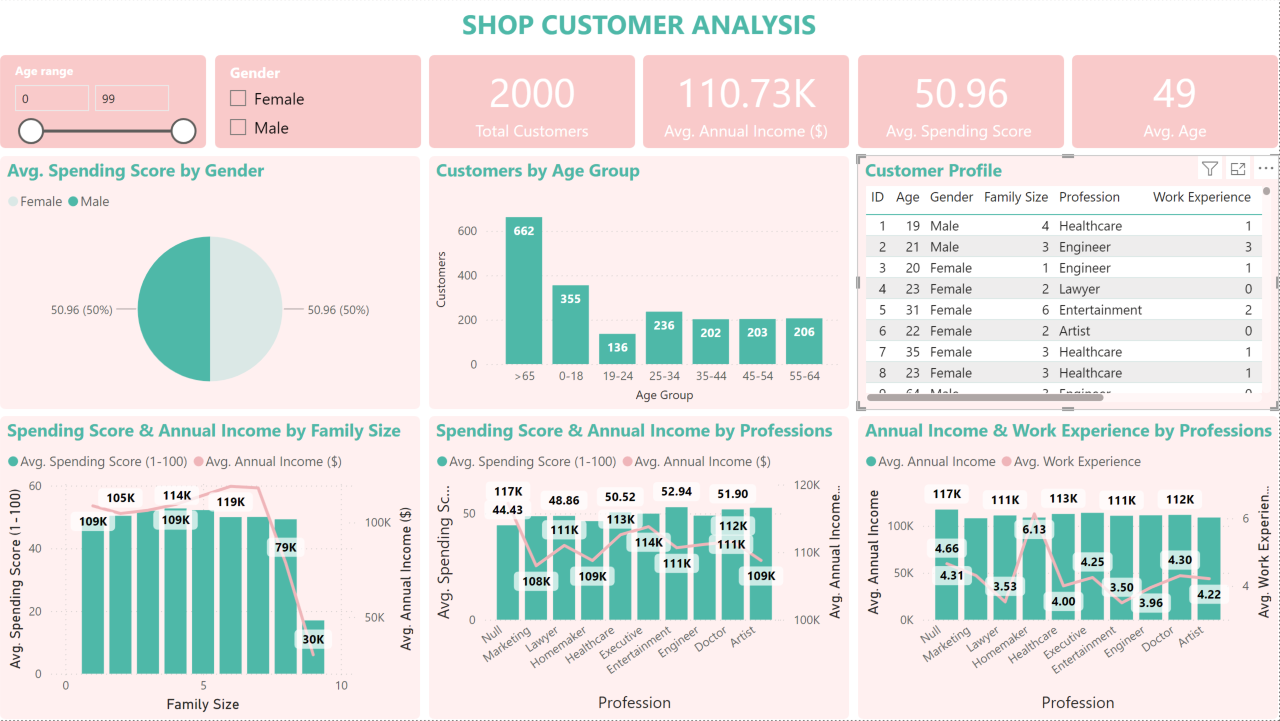 SHOP CUSTOMER ANALYSIS
Age range
0 99
Gender
Female
Male
2000
Total Customers
110.73K
Avg. Annual Income ($)
50.96
Avg. Spending Score
49
Avg. Age
Avg. Spending Score by Gender
Female Male
50.96 (50%) 50.96 (50%)
Customers by Age Group
Customers
600
400
200
0
662
355
136
236
202
203
206
>65 0-18 19-24 25-34 35-44 45-54 55-64
Age Group
Customer Profile
ID Age Gender Family Size Profession Work Experience
1 19 Male 4 Healthcare 1
2 21 Male 3 Engineer 3
3 20 Female 1 Engineer 1
4 23 Female 2 Lawyer 0
5 31 Female 6 Entertainment 2
6 22 Female 2 Artist 0
7 35 Female 3 Healthcare 1
8 23 Female 3 Healthcare 1
Spending Score & Annual Income by Family Size
Avg. Spending Score (1-100) Avg. Annual Income ($)
Avg. Spending Score (1-100)
60
40
20
0
109K
105K
114K
109K
119K
79K
30K
100K
50K
Avg. Annual Income ($)
0 5 10
Family Size
Spending Score & Annual Income by Professions
Avg. Spending Score (1-100) Avg. Annual Income ($)
Avg. Spending Sc...
50
0
117K
44.43
48.86
50.52
52.94
51.90
108K
111K
109K
113K
114K
111K
112K
111K
109K
120K
110K
100K
Avg. Annual Income...
Null Marketing Lawyer Homemaker Healthcare Executive Entertainment Engineer Doctor Artist
Profession
Annual Income & Work Experience by Professions
Avg. Annual Income Avg. Work Experience
Avg. Annual Income
100K
50K
0K
117K
111K
113K
111K
112K
4.66
4.31
3.53
6.13
4.00
4.25
3.50
3.96
4.30
4.22
6
4
Avg. Work Experien...
Null Marketing Lawyer Homemaker Healthcare Executive Entertainment Engineer Doctor Artist
Profession